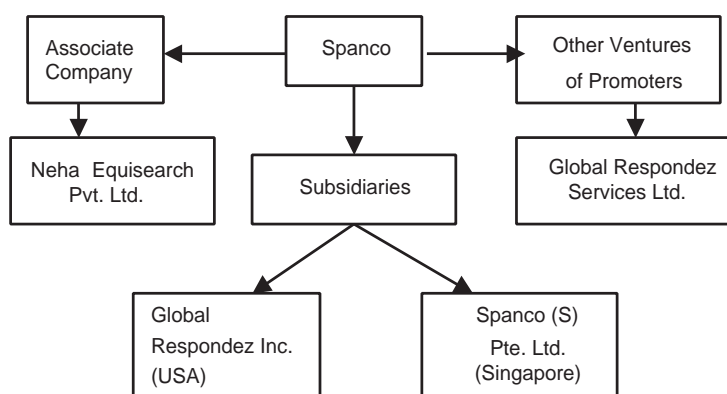 Associate
Company
Spanco
Other Ventures
of Promoters
Neha Equisearch
Pvt. Ltd.
Subsidiaries
Global Respondez
Services Ltd.
Global
Respondez Inc.
(USA)
Spanco (S)
Pte. Ltd.
(Singapore)